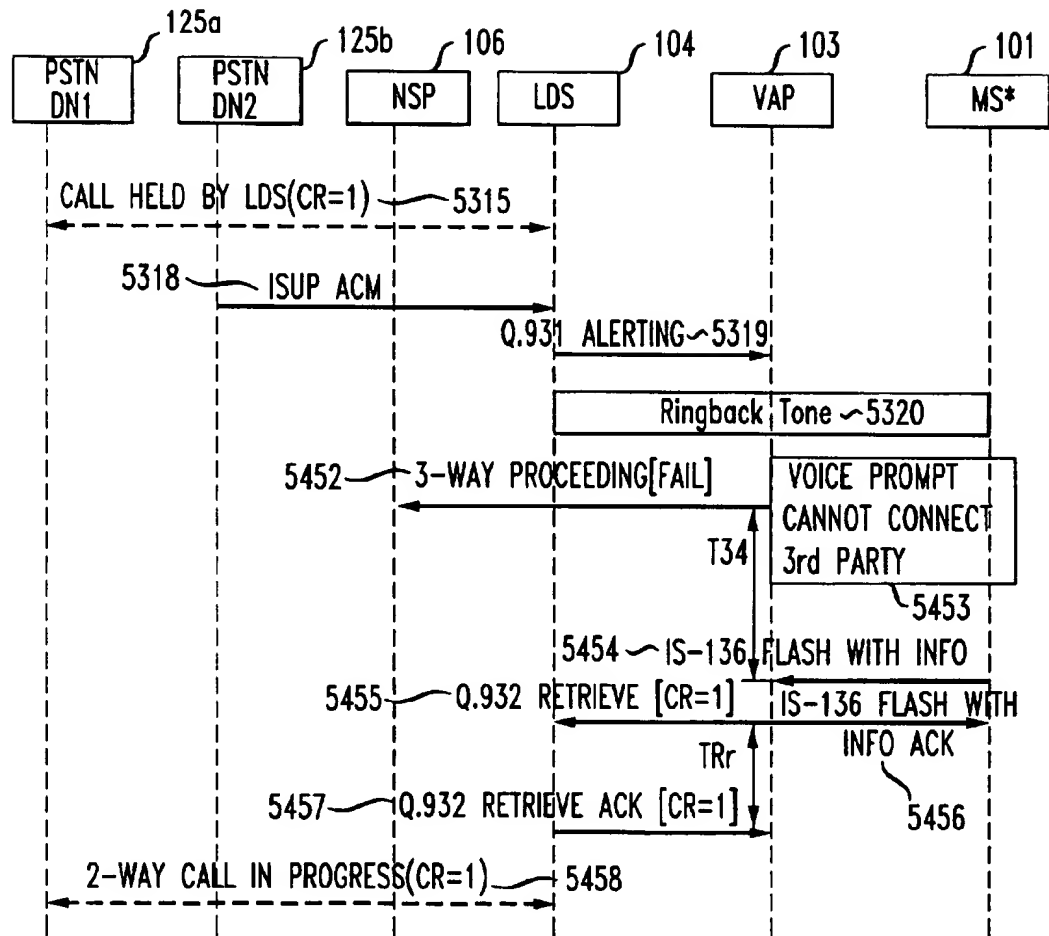 125a
125b
106
104
103
101
PSTN
DN1
PSTN
DN2
NSP
LDS
VAP
MS*
CALL HELD BY LDS(CR=1)
5315
5318
ISUP ACM
Q.931 ALERTING
5319
Ringback Tone
5320
5452
3-WAY PROCEEDING[FAIL]
VOICE PROMPT
CANNOT CONNECT
3rd PARTY
T34
5453
5454
IS-136 FLASH WITH INFO
5455
Q.932 RETRIEVE [CR=1]
IS-136 FLASH WITH
INFO ACK
TRr
5456
5457
Q.932 RETRIEVE ACK [CR=1]
2-WAY CALL IN PROGRESS(CR=1)
5458